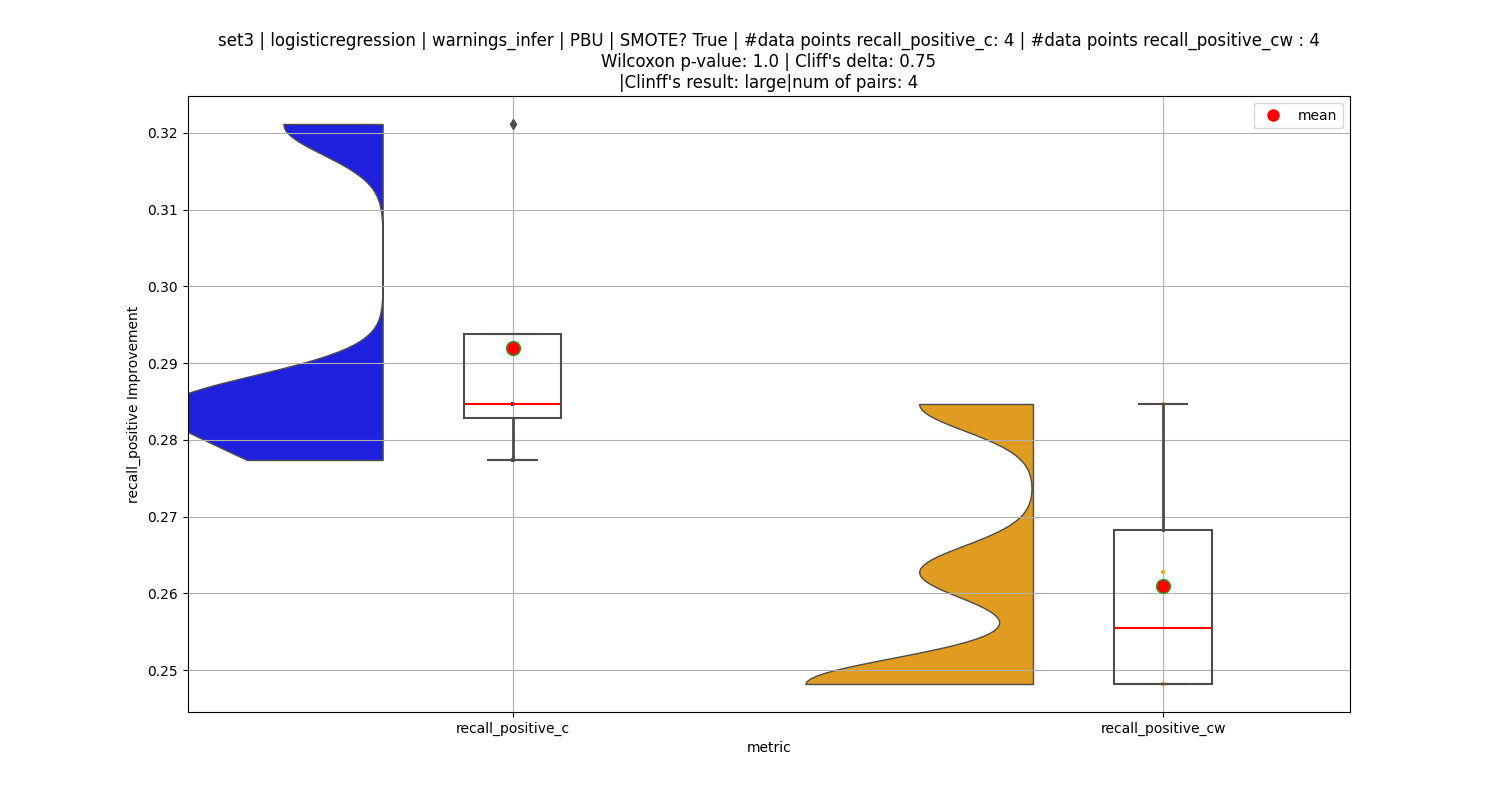 set3 | logisticregression | warnings_infer | PBU | SMOTE? True | #data points recall_positive_c: 4 | #data points recall_positive_cw : 4
Wilcoxon p-value: 1.0 | Cliff's delta: 0.75
|Clinff's result: large|num of pairs: 4
mean
0.32
0.31
0.30
0.29
0.28
0.27
0.26
0.25
recall_positive Improvement
recall_positive_c
recall_positive_cw
metric